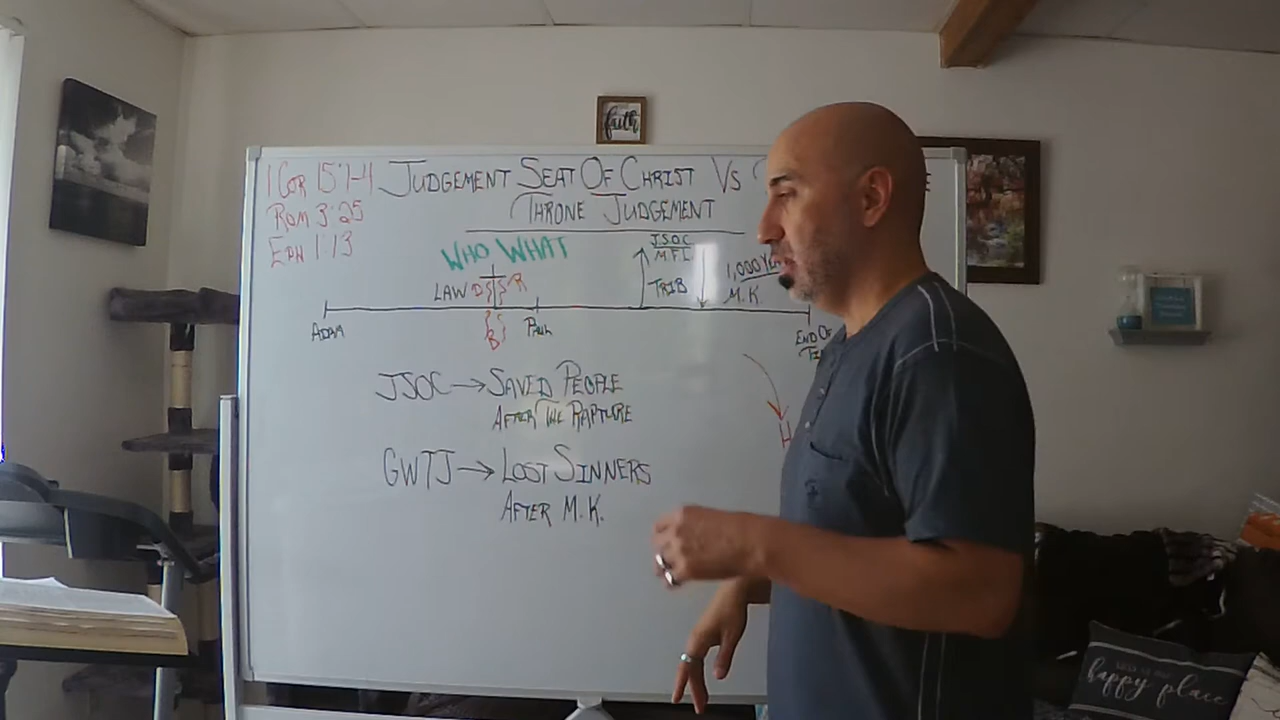 faith
1 COR 15:1-4
ROM 3:25
EPH 1:13
JUDGEMENT SEAT OF CHRIST VS
THRONE JUDGEMENT
WHO WHAT
J.S.O.C
M.F.L
LAW D R
TRIB
1,000
M.K.
ADAM
B
PAUL
END OF
JSOC → SAVED PEOPLE
AFTER THE RAPTURE
H
GWTJ → LOST SINNERS
AFTER M.K.
happy place